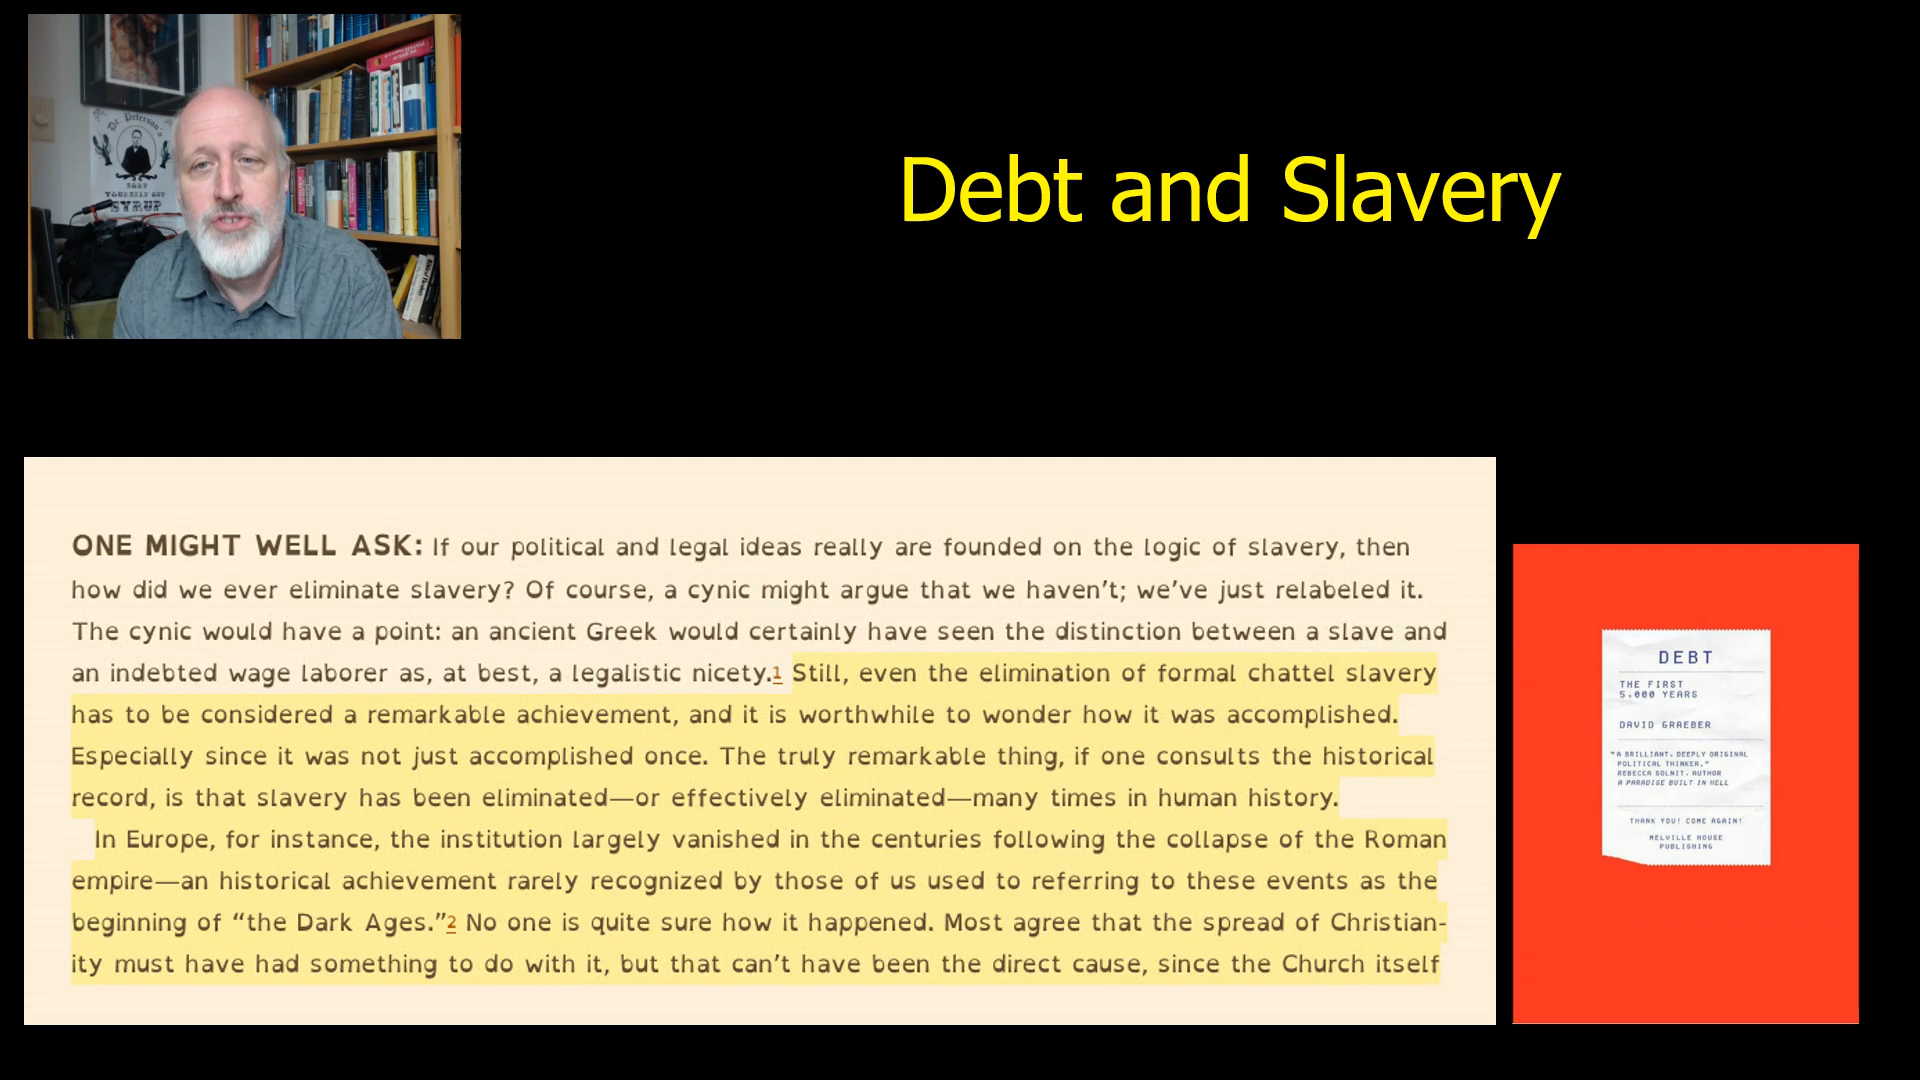 Dr. Peterson's
SORT
YOURSELF OUT
SYRUP
Debt and Slavery
ONE MIGHT WELL ASK: If our political and legal ideas really are founded on the logic of slavery, then
how did we ever eliminate slavery? Of course, a cynic might argue that we haven’t; we’ve just relabeled it.
The cynic would have a point: an ancient Greek would certainly have seen the distinction between a slave and
an indebted wage laborer as, at best, a legalistic nicety.1 Still, even the elimination of formal chattel slavery
has to be considered a remarkable achievement, and it is worthwhile to wonder how it was accomplished.
Especially since it was not just accomplished once. The truly remarkable thing, if one consults the historical
record, is that slavery has been eliminated—or effectively eliminated—many times in human history.
In Europe, for instance, the institution largely vanished in the centuries following the collapse of the Roman
empire—an historical achievement rarely recognized by those of us used to referring to these events as the
beginning of “the Dark Ages.”2 No one is quite sure how it happened. Most agree that the spread of Christian-
ity must have had something to do with it, but that can’t have been the direct cause, since the Church itself
DEBT
THE FIRST
5,000 YEARS
DAVID GRAEBER
"A BRILLIANT, DEEPLY ORIGINAL
POLITICAL THINKER."
REBECCA SOLNIT, AUTHOR
A PARADISE BUILT IN HELL
THANK YOU! COME AGAIN!
MELVILLE HOUSE
PUBLISHING